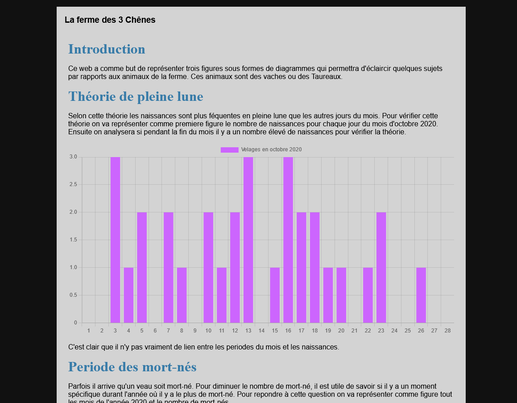 La ferme des 3 Chênes
Introduction
Ce web a comme but de représenter trois figures sous formes de diagrammes qui permettra d'éclaircir quelques sujets
par rapports aux animaux de la ferme. Ces animaux sont des vaches ou des Taureaux.
Théorie de pleine lune
Selon cette théorie les naissances sont plus féquentes en pleine lune que les autres jours du mois. Pour vérifier cette
théorie on va représenter comme premiere figure le nombre de naissances pour chaque jour du mois d'octobre 2020.
Ensuite on analysera si pendant la fin du mois il y a un nombre élevé de naissances pour vérifier la théorie.
Velages en octobre 2020
3.0
2.5
2.0
1.5
1.0
0.5
0
1 2 3 4 5 6 7 8 9 10 11 12 13 14 15 16 17 18 19 20 21 22 23 24 25 26 27 28
C'est clair que il n'y pas vraiment de lien entre les periodes du mois et les naissances.
Periode des mort-nés
Parfois il arrive qu'un veau soit mort-né. Pour diminuer le nombre de mort-né, il est utile de savoir si il y a un moment
spécifique durant l'année où il y a le plus de mort-né. Pour repondre à cette question on va représenter comme figure tout
les mois de l'année 2020 et le nombre de mort-nés